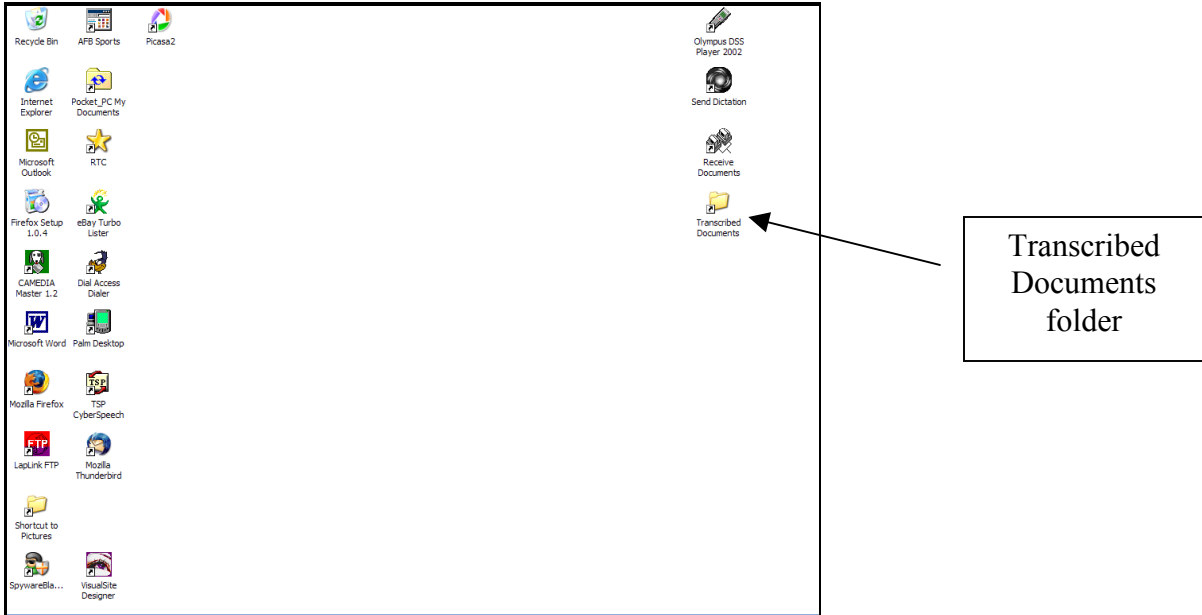 Recycle Bin
AFB Sports
Picasa2
Olympus DSS
Player 2002
Internet
Explorer
Pocket_PC My
Documents
Send Dictation
Microsoft
Outlook
RTC
Receive
Documents
Firefox Setup
1.0.4
eBay Turbo
Lister
Transcribed
Documents
CAMEDIA
Master 1.2
Dial Access
Dialer
Microsoft Word
Palm Desktop
Mozilla Firefox
TSP
TSP
CyberSpeech
FTP
LapLink FTP
Mozilla
Thunderbird
Shortcut to
Pictures
SpywareBla...
VisualSite
Designer
Transcribed
Documents
folder